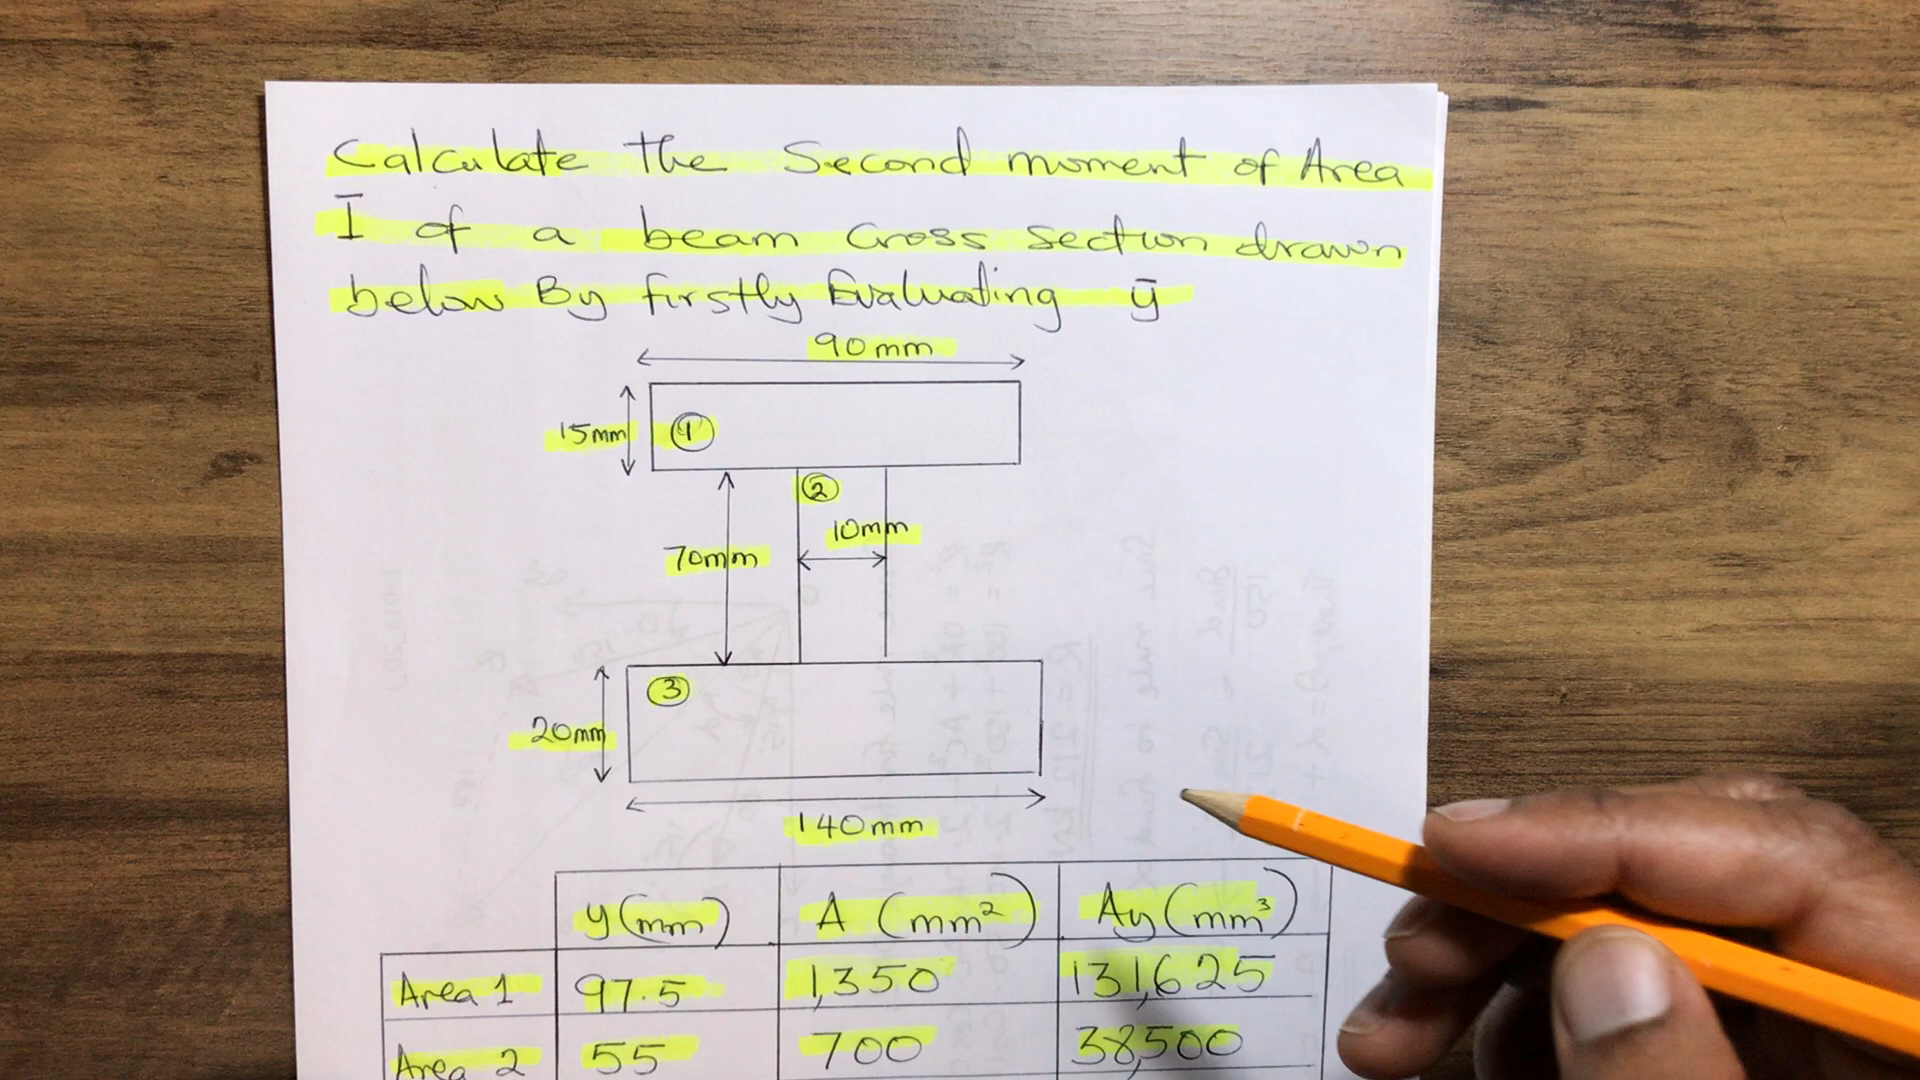 Calculate the Second moment of Area
Ī of a beam cross section drawn
below By firstly Evaluating ȳ
90mm
15mm
1
2
10mm
70mm
3
20mm
140mm
y(mm) A (mm²) Ay(mm³)
Area 1 97.5 1,350 131,625
Area 2 55 700 38,500